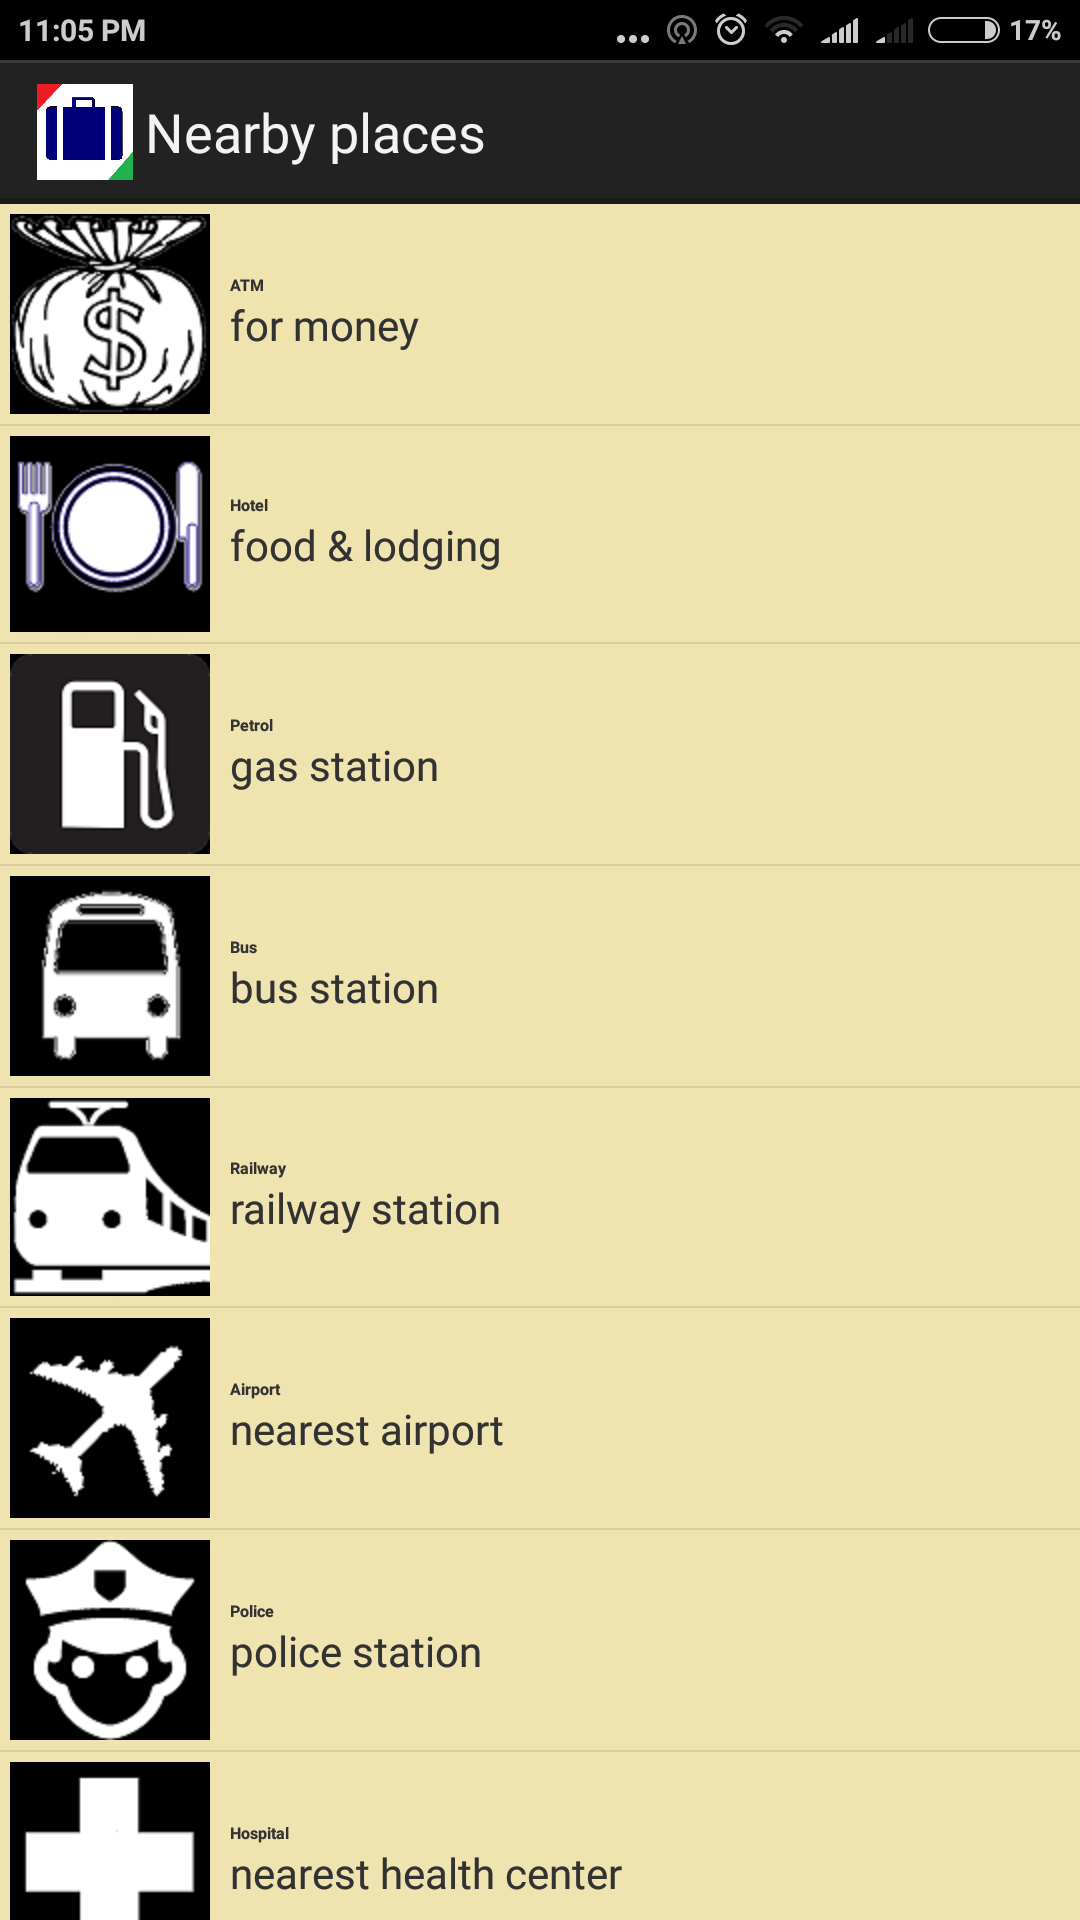 11:05 PM 17%
Nearby places
$
ATM
for money
Hotel
food & lodging
Petrol
gas station
Bus
bus station
Railway
railway station
Airport
nearest airport
Police
police station
Hospital
nearest health center